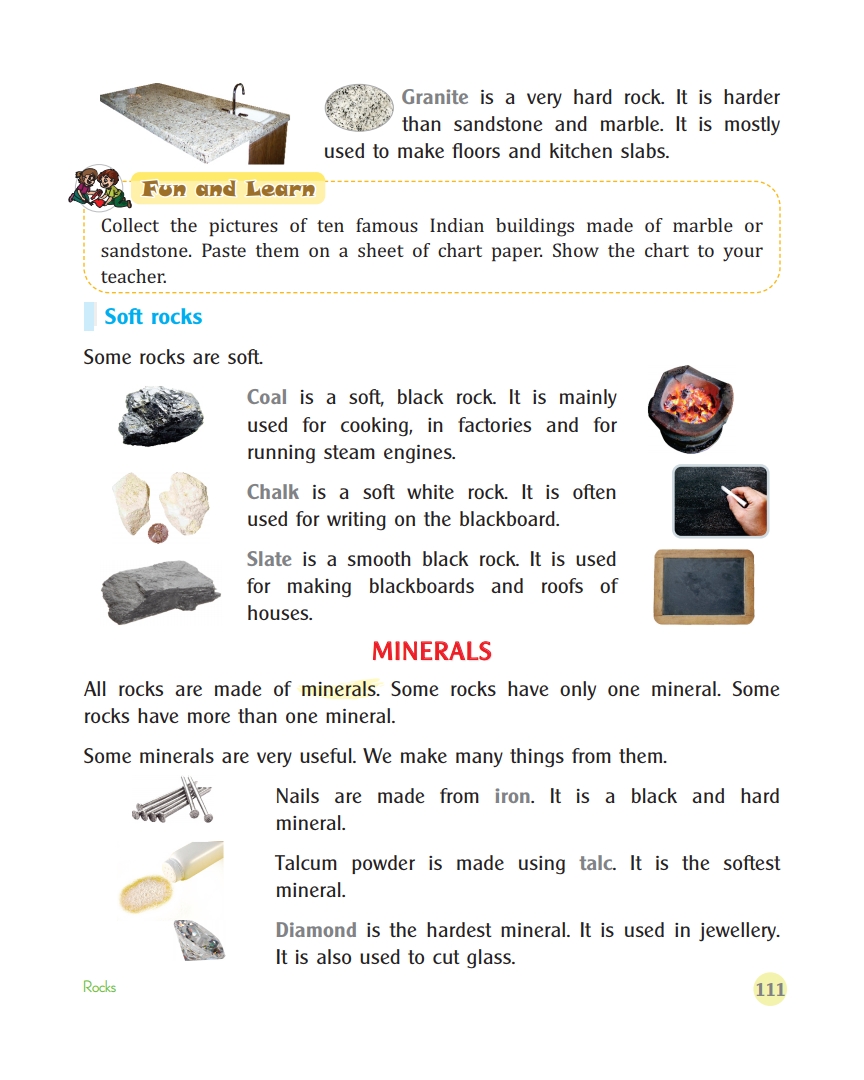 Granite is a very hard rock. It is harder
than sandstone and marble. It is mostly
used to make floors and kitchen slabs.
Fun and Learn
Collect the pictures of ten famous Indian buildings made of marble or
sandstone. Paste them on a sheet of chart paper. Show the chart to your
teacher.
Soft rocks
Some rocks are soft.
Coal is a soft, black rock. It is mainly
used for cooking, in factories and for
running steam engines.
Chalk is a soft white rock. It is often
used for writing on the blackboard.
Slate is a smooth black rock. It is used
for making blackboards and roofs of
houses.
MINERALS
All rocks are made of minerals. Some rocks have only one mineral. Some
rocks have more than one mineral.
Some minerals are very useful. We make many things from them.
Nails are made from iron. It is a black and hard
mineral.
Talcum powder is made using talc. It is the softest
mineral.
Diamond is the hardest mineral. It is used in jewellery.
It is also used to cut glass.
Rocks
111